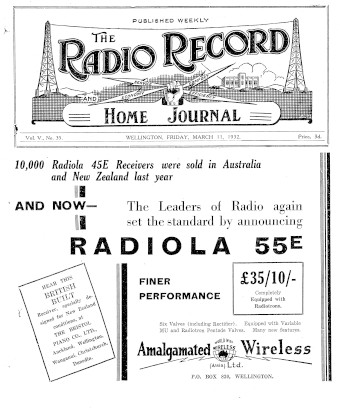 PUBLISHED WEEKLY
THE
RADIO RECORD
AND
HOME JOURNAL
Vol. V., No. 35.
WELLINGTON, FRIDAY, MARCH 11, 1932.
Price, 4d.
10,000 Radiola 45E Receivers were sold in Australia
and New Zealand last year
AND NOW—
The Leaders of Radio again
set the standard by announcing
RADIOLA 55E
HEAR THIS
BRITISH
BUILT
Receiver, specially de-
signed for New Zealand
conditions, at
THE BRISTOL
PIANO CO., LTD.,
Auckland, Wellington,
Wanganui, Christchurch,
Dunedin.
FINER
PERFORMANCE
£35/10/-
Completely
Equipped with
Radiotrons.
Six Valves (including Rectifier). Equipped with Variable
MU and Radiotron Pentode Valves. Many new features.
Amalgamated Wireless
WORLD WIDE
WIRELESS
(A/sia) Ltd.
P.O. BOX 830, WELLINGTON.